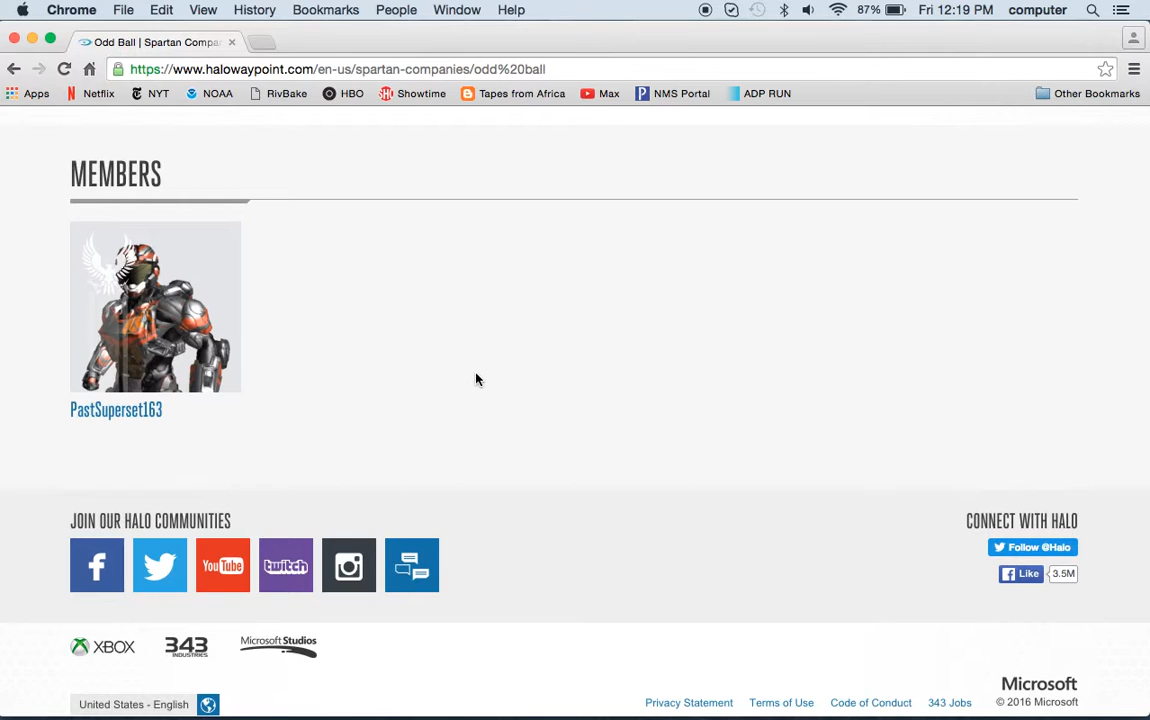 Chrome File Edit View History Bookmarks People Window Help 87% Fri 12:19 PM computer
Odd Ball | Spartan Compa
https://www.halowaypoint.com/en-us/spartan-companies/odd%20ball
Apps Netflix NYT NOAA RivBake HBO Showtime Tapes from Africa Max NMS Portal ADP RUN Other Bookmarks
MEMBERS
PastSuperset163
JOIN OUR HALO COMMUNITIES CONNECT WITH HALO
You Tube twitch
Follow @Halo
Like 3.5M
XBOX 343 INDUSTRIES Microsoft Studios
Microsoft
United States - English Privacy Statement Terms of Use Code of Conduct 343 Jobs © 2016 Microsoft